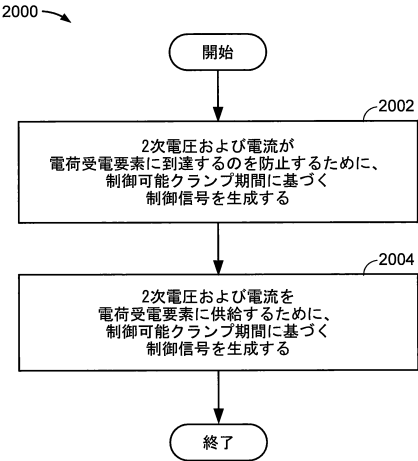 2000
開始
2002
2次電圧および電流が
電荷受電要素に到達するのを防止するために、
制御可能クランプ期間に基づく
制御信号を生成する
2004
2次電圧および電流を
電荷受電要素に供給するために、
制御可能クランプ期間に基づく
制御信号を生成する
終了